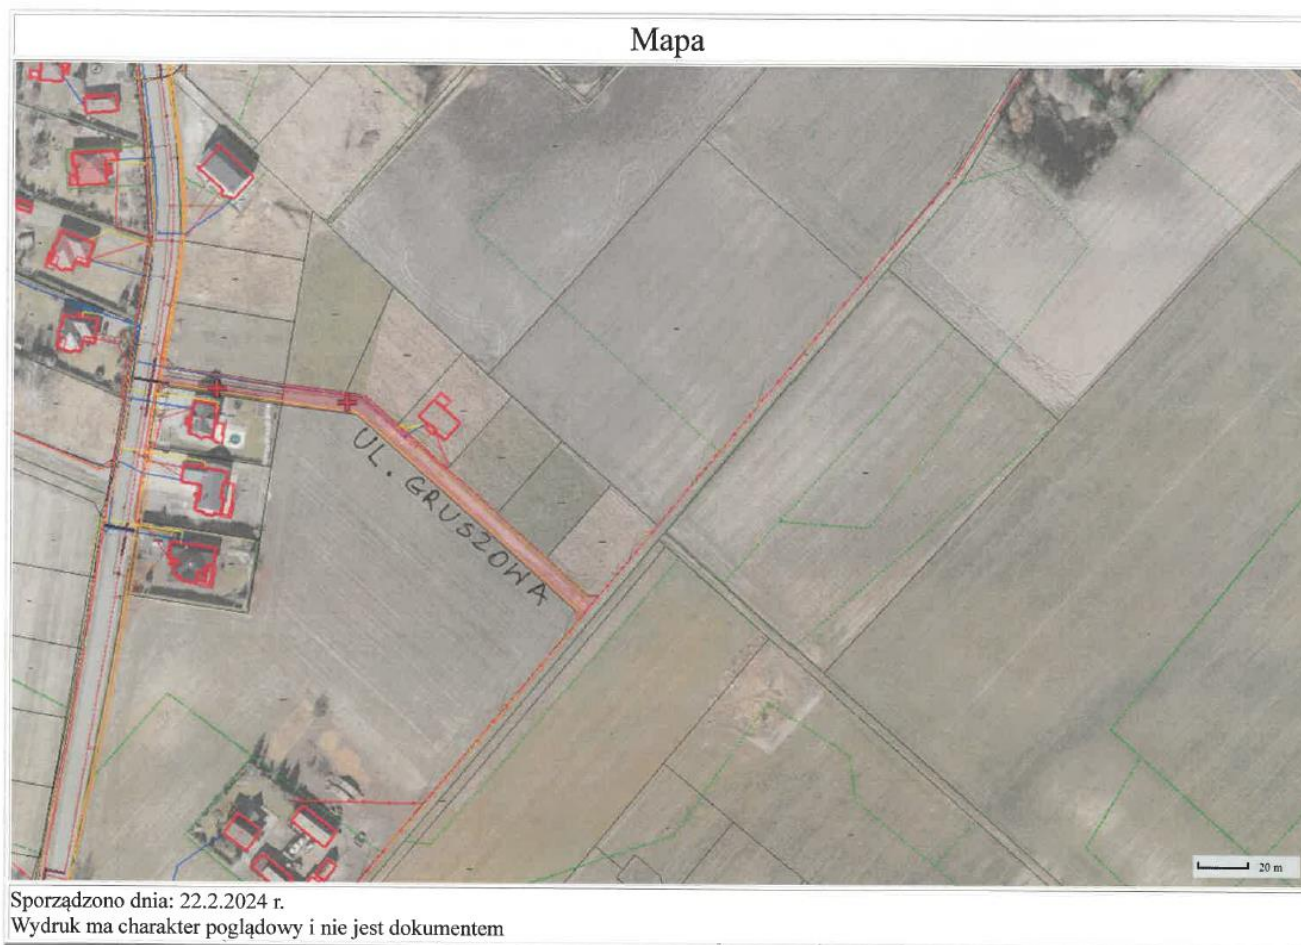 Mapa
UL. GRUSZOWA
20 m
Sporządzono dnia: 22.2.2024 r.
Wydruk ma charakter poglądowy i nie jest dokumentem